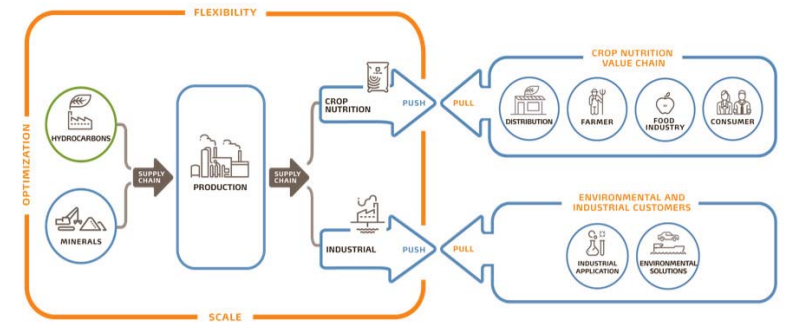 FLEXIBILITY
OPTIMIZATION
HYDROCARBONS
MINERALS
SUPPLY
CHAIN
PRODUCTION
SUPPLY
CHAIN
CROP
NUTRITION
PUSH
PULL
INDUSTRIAL
PUSH
PULL
SCALE
CROP NUTRITION
VALUE CHAIN
DISTRIBUTION
FARMER
FOOD
INDUSTRY
CONSUMER
ENVIRONMENTAL AND
INDUSTRIAL CUSTOMERS
INDUSTRIAL
APPLICATION
ENVIRONMENTAL
SOLUTIONS